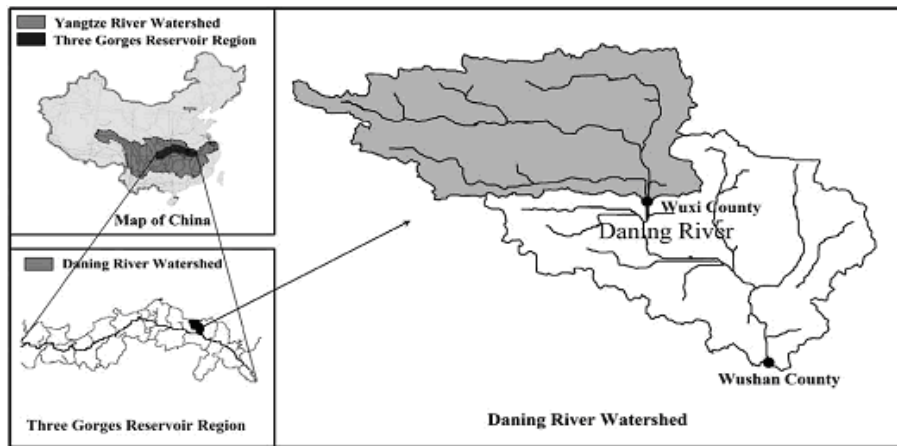 Yangtze River Watershed
Three Gorges Reservoir Region
Map of China
Daning River Watershed
Three Gorges Reservoir Region
Wuxi County
Daning River
Wushan County
Daning River Watershed